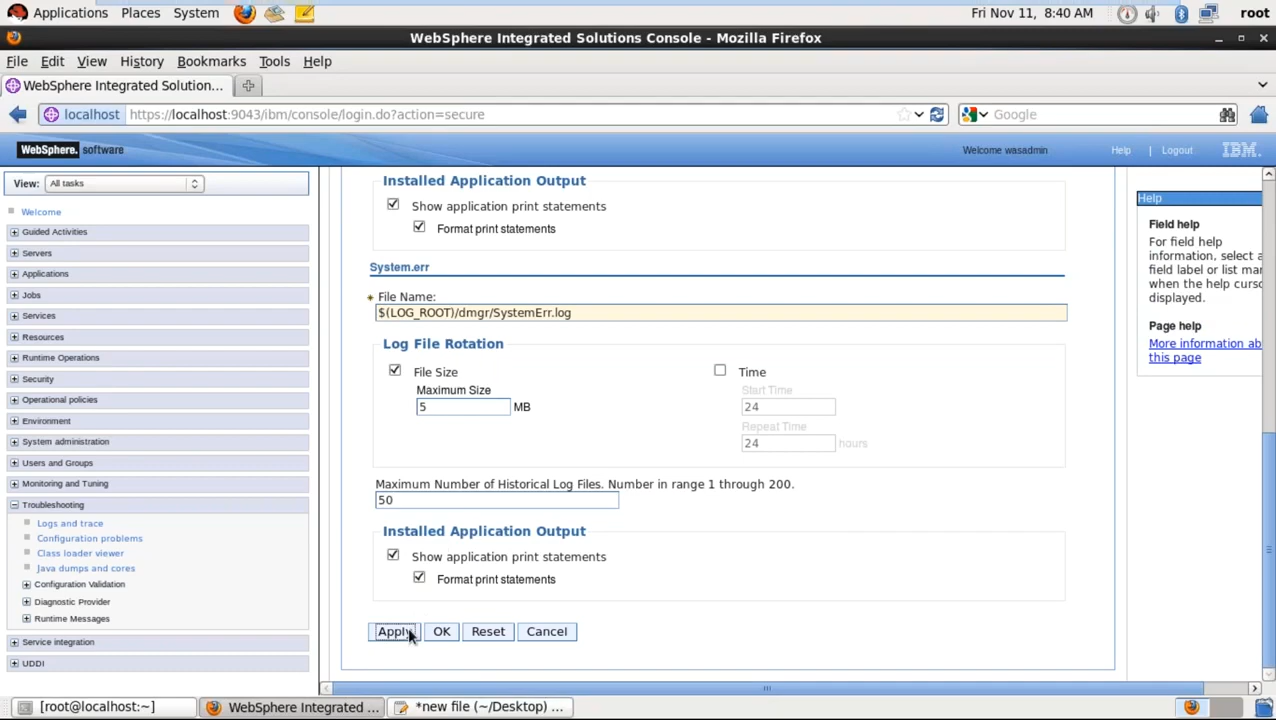 Applications Places System Fri Nov 11, 8:40 AM root
WebSphere Integrated Solutions Console - Mozilla Firefox
File Edit View History Bookmarks Tools Help
WebSphere Integrated Solution...
localhost https://localhost:9043/ibm/console/login.do?action=secure Google
WebSphere. software Welcome wasadmin Help | Logout IBM.
View: All tasks
Welcome
Guided Activities
Servers
Applications
Jobs
Services
Resources
Runtime Operations
Security
Operational policies
Environment
System administration
Users and Groups
Monitoring and Tuning
Troubleshooting
Logs and trace
Configuration problems
Class loader viewer
Java dumps and cores
Configuration Validation
Diagnostic Provider
Runtime Messages
Service integration
UDDI
Installed Application Output
Show application print statements
Format print statements
System.err
* File Name:
$(LOG_ROOT)/dmgr/SystemErr.log
Log File Rotation
File Size
Maximum Size
5 MB
Time
Start Time
24
Repeat Time
24 hours
Maximum Number of Historical Log Files. Number in range 1 through 200.
50
Installed Application Output
Show application print statements
Format print statements
Apply OK Reset Cancel
Help
Field help
For field help
information, select a
field label or list ma
when the help curso
displayed.
Page help
More information ab
this page
[root@localhost:~] WebSphere Integrated ... *new file (~/Desktop) ...